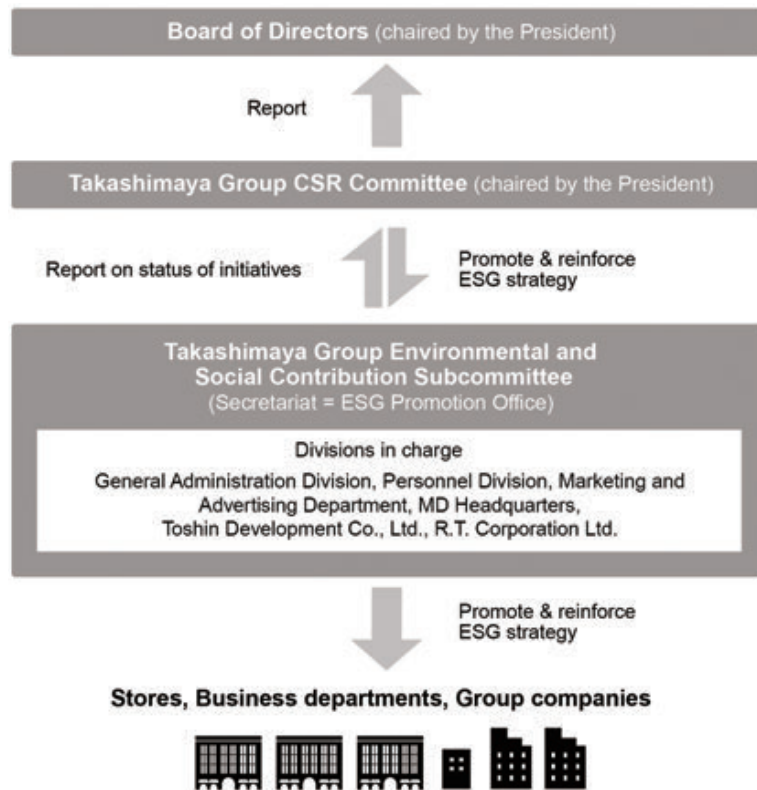 Board of Directors (chaired by the President)
Report
Takashimaya Group CSR Committee (chaired by the President)
Report on status of initiatives
Promote & reinforce
ESG strategy
Takashimaya Group Environmental and
Social Contribution Subcommittee
(Secretariat = ESG Promotion Office)
Divisions in charge
General Administration Division, Personnel Division, Marketing and
Advertising Department, MD Headquarters,
Toshin Development Co., Ltd., R.T. Corporation Ltd.
Promote & reinforce
ESG strategy
Stores, Business departments, Group companies